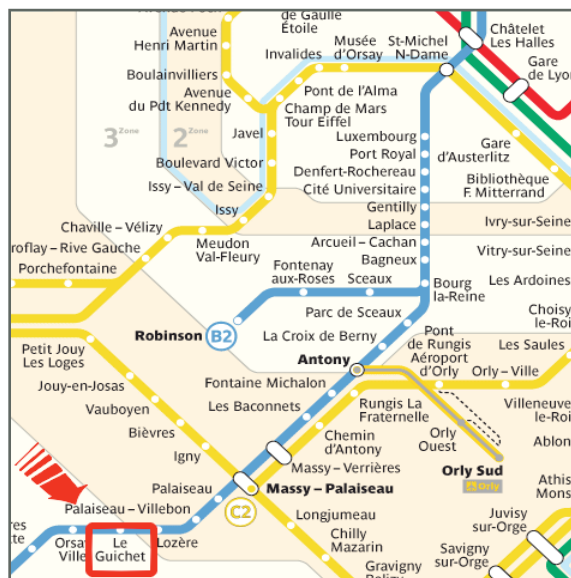 de Gaulle
Étoile
Avenue
Henri Martin
Boulainvilliers
Avenue
du Pdt Kennedy
Invalides
Musée
d'Orsay
St-Michel
N-Dame
Châtelet
Les Halles
Gare
de Lyo
Pont de l'Alma
Champ de Mars
Tour Eiffel
3 Zone
2 Zone
Javel
Boulevard Victor
Issy – Val de Seine
Issy
Luxembourg
Port Royal
Denfert-Rochereau
Cité Universitaire
Gentilly
Laplace
Arcueil – Cachan
Bagneux
Gare
d'Austerlitz
Bibliothèque
F. Mitterrand
Ivry-sur-Seine
Vitry-sur-Seine
Les Ardoines
Choisy
le-Roi
Chaville – Vélizy
roflay – Rive Gauche
Porchefontaine
Meudon
Val-Fleury
Fontenay
aux-Roses
Sceaux
Bourg
la-Reine
Parc de Sceaux
Robinson
B2
La Croix de Berny
Antony
Pont
de Rungis
Aéroport
d'Orly
Les Saules
Orly – Ville
Petit Jouy
Les Loges
Jouy-en-Josas
Vauboyen
Bièvres
Igny
Fontaine Michalon
Les Baconnets
Rungis La
Fraternelle
Chemin
d'Antony
Massy – Verrières
Orly
Ouest
Orly Sud
Orly
Villeneuve
le-Roi
Ablon
Athis
Mons
Palaiseau
Massy – Palaiseau
C2
Palaiseau – Villebon
Longjumeau
Chilly
Mazarin
Gravigny
Juvisy
sur-Orge
Savigny
sur-Orge
Orsay
Ville
Le
Guichet
Lozère